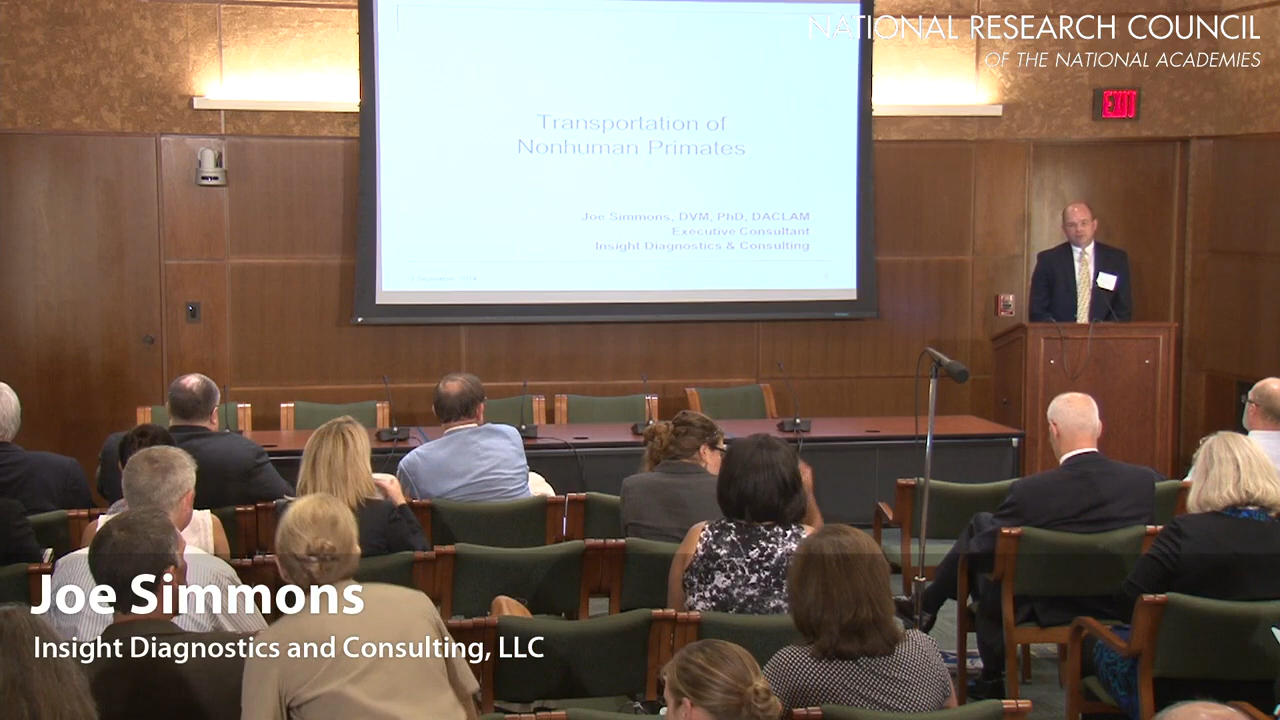 NATIONAL RESEARCH COUNCIL
OF THE NATIONAL ACADEMIES
EXIT
Transportation of
Nonhuman Primates
Joe Simmons, DVM, PhD, DACLAM
Executive Consultant
Insight Diagnostics & Consulting
Joe Simmons
Insight Diagnostics and Consulting, LLC